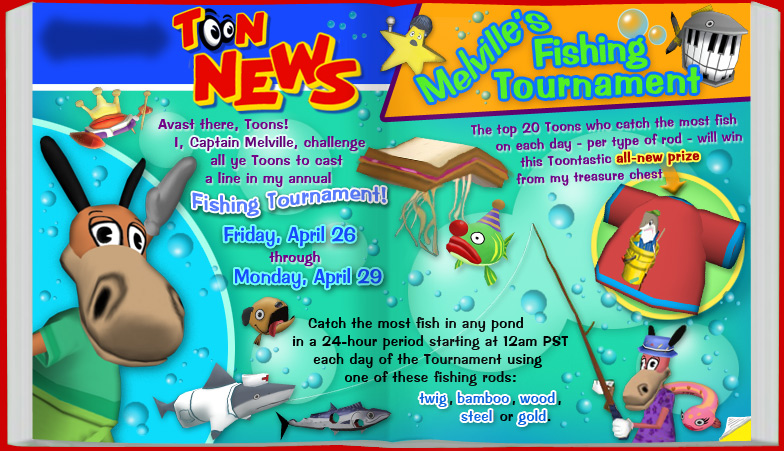 TOON
NEWS
Avast there, Toons!
I, Captain Melville, challenge
all ye Toons to cast
a line in my annual
Fishing Tournament!
Friday, April 26
through
Monday, April 29
Melville's
Fishing
Tournament
The top 20 Toons who catch the most fish
on each day - per type of rod - will win
this Toontastic all-new prize
from my treasure chest
Catch the most fish in any pond
in a 24-hour period starting at 12am PST
each day of the Tournament using
one of these fishing rods:
twig, bamboo, wood,
steel or gold.